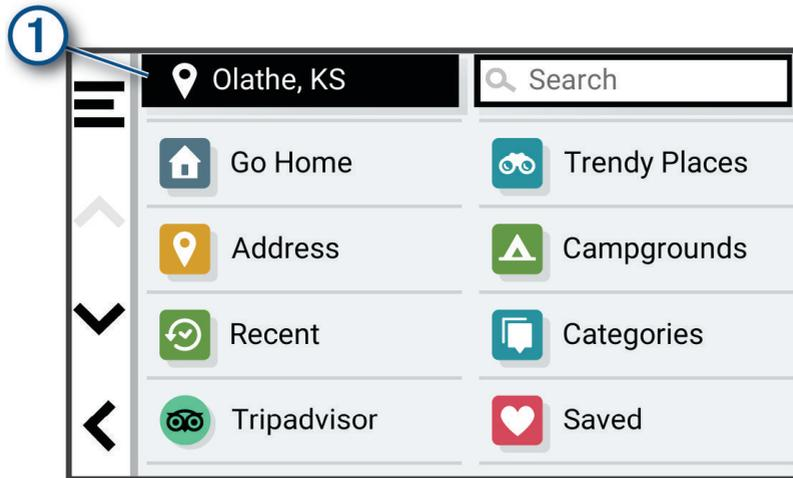 1
Olathe, KS
Search
Go Home
Trendy Places
Address
Campgrounds
Recent
Categories
Tripadvisor
Saved